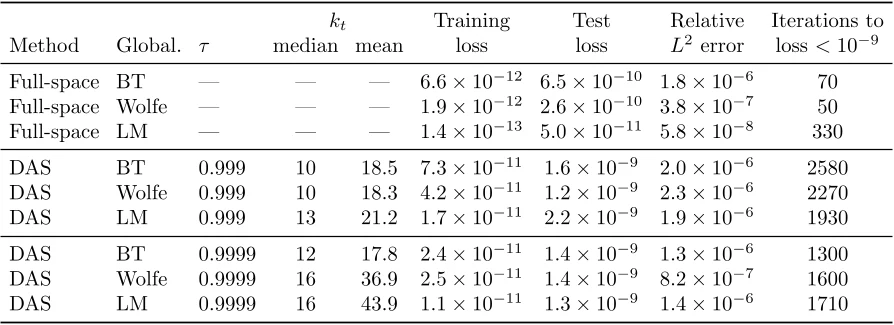 k_t Training Test Relative Iterations to
Method Global. τ median mean loss loss L² error loss < 10⁻⁹
Full-space BT — — — 6.6 × 10⁻¹² 6.5 × 10⁻¹⁰ 1.8 × 10⁻⁶ 70
Full-space Wolfe — — — 1.9 × 10⁻¹² 2.6 × 10⁻¹⁰ 3.8 × 10⁻⁷ 50
Full-space LM — — — 1.4 × 10⁻¹³ 5.0 × 10⁻¹¹ 5.8 × 10⁻⁸ 330
DAS BT 0.999 10 18.5 7.3 × 10⁻¹¹ 1.6 × 10⁻⁹ 2.0 × 10⁻⁶ 2580
DAS Wolfe 0.999 10 18.3 4.2 × 10⁻¹¹ 1.2 × 10⁻⁹ 2.3 × 10⁻⁶ 2270
DAS LM 0.999 13 21.2 1.7 × 10⁻¹¹ 2.2 × 10⁻⁹ 1.9 × 10⁻⁶ 1930
DAS BT 0.9999 12 17.8 2.4 × 10⁻¹¹ 1.4 × 10⁻⁹ 1.3 × 10⁻⁶ 1300
DAS Wolfe 0.9999 16 36.9 2.5 × 10⁻¹¹ 1.4 × 10⁻⁹ 8.2 × 10⁻⁷ 1600
DAS LM 0.9999 16 43.9 1.1 × 10⁻¹¹ 1.3 × 10⁻⁹ 1.4 × 10⁻⁶ 1710